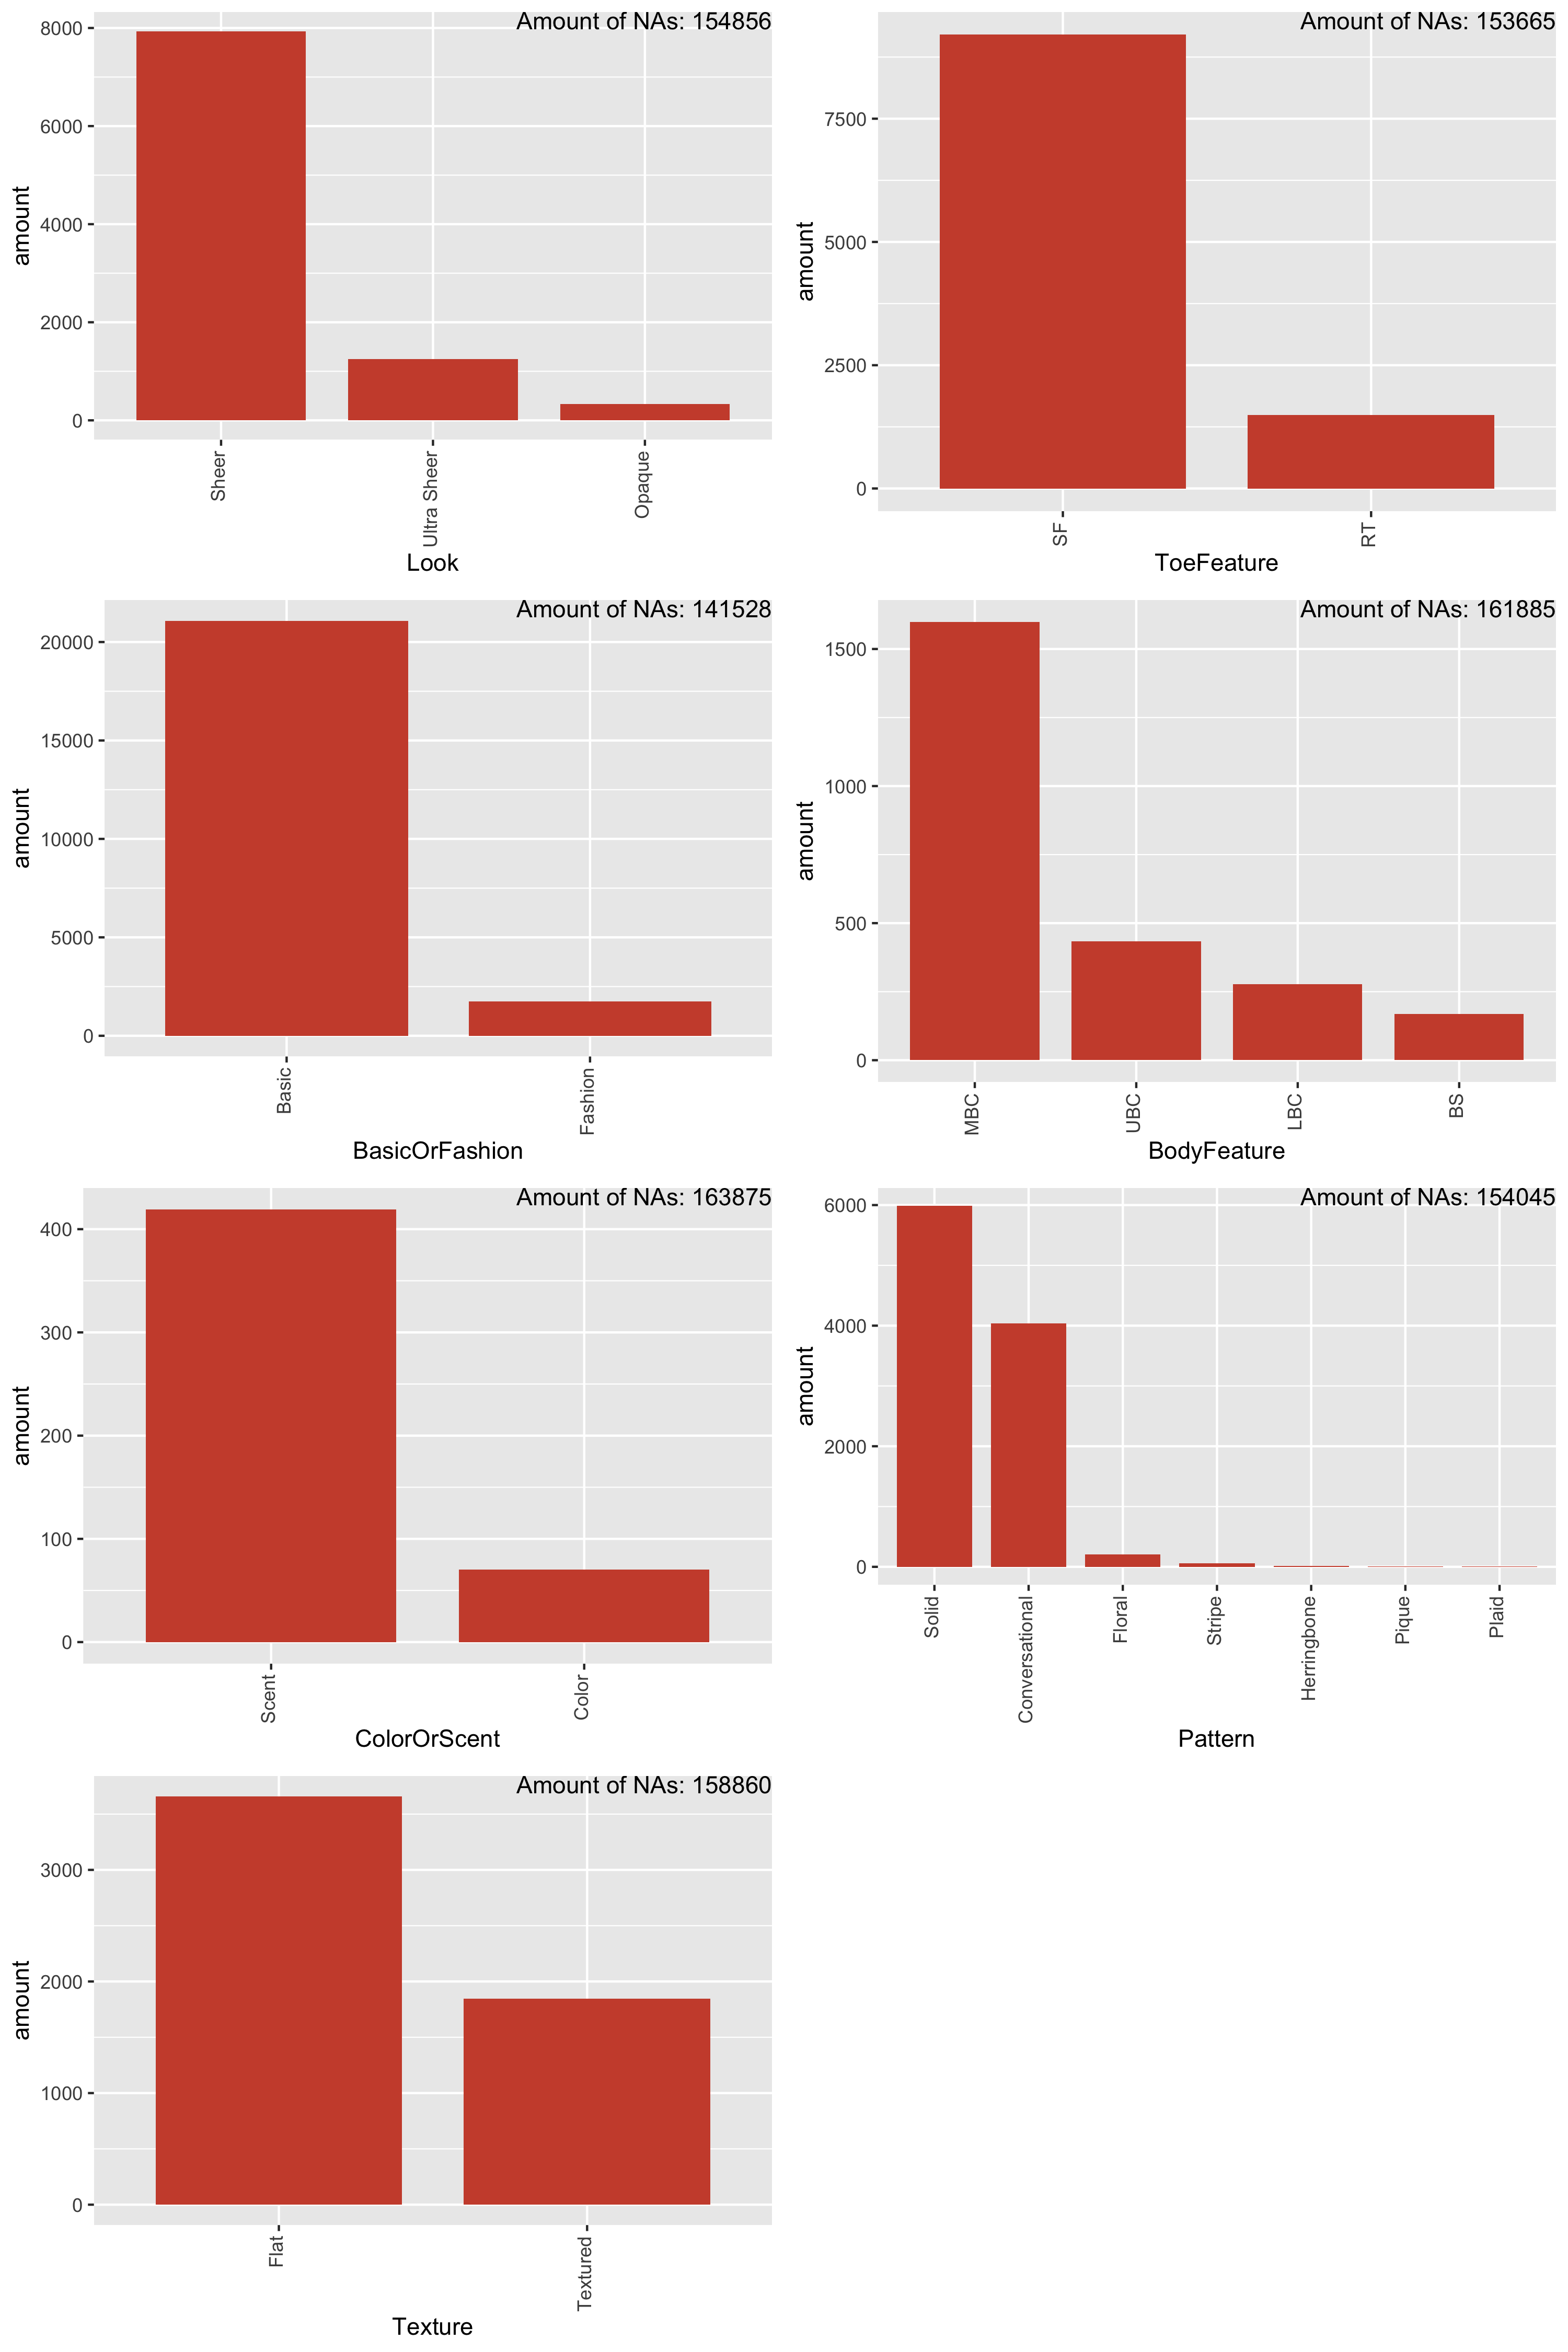 Amount of NAs: 154856
8000
6000
4000
2000
0
amount
Sheer
Ultra Sheer
Opaque
Look
Amount of NAs: 153665
7500
5000
2500
0
amount
SF
RT
ToeFeature
Amount of NAs: 141528
20000
15000
10000
5000
0
amount
Basic
Fashion
BasicOrFashion
Amount of NAs: 161885
1500
1000
500
0
amount
MBC
UBC
LBC
BS
BodyFeature
Amount of NAs: 163875
400
300
200
100
0
amount
Scent
Color
ColorOrScent
Amount of NAs: 154045
6000
4000
2000
0
amount
Solid
Conversational
Floral
Stripe
Herringbone
Pique
Plaid
Pattern
Amount of NAs: 158860
3000
2000
1000
0
amount
Flat
Textured
Texture